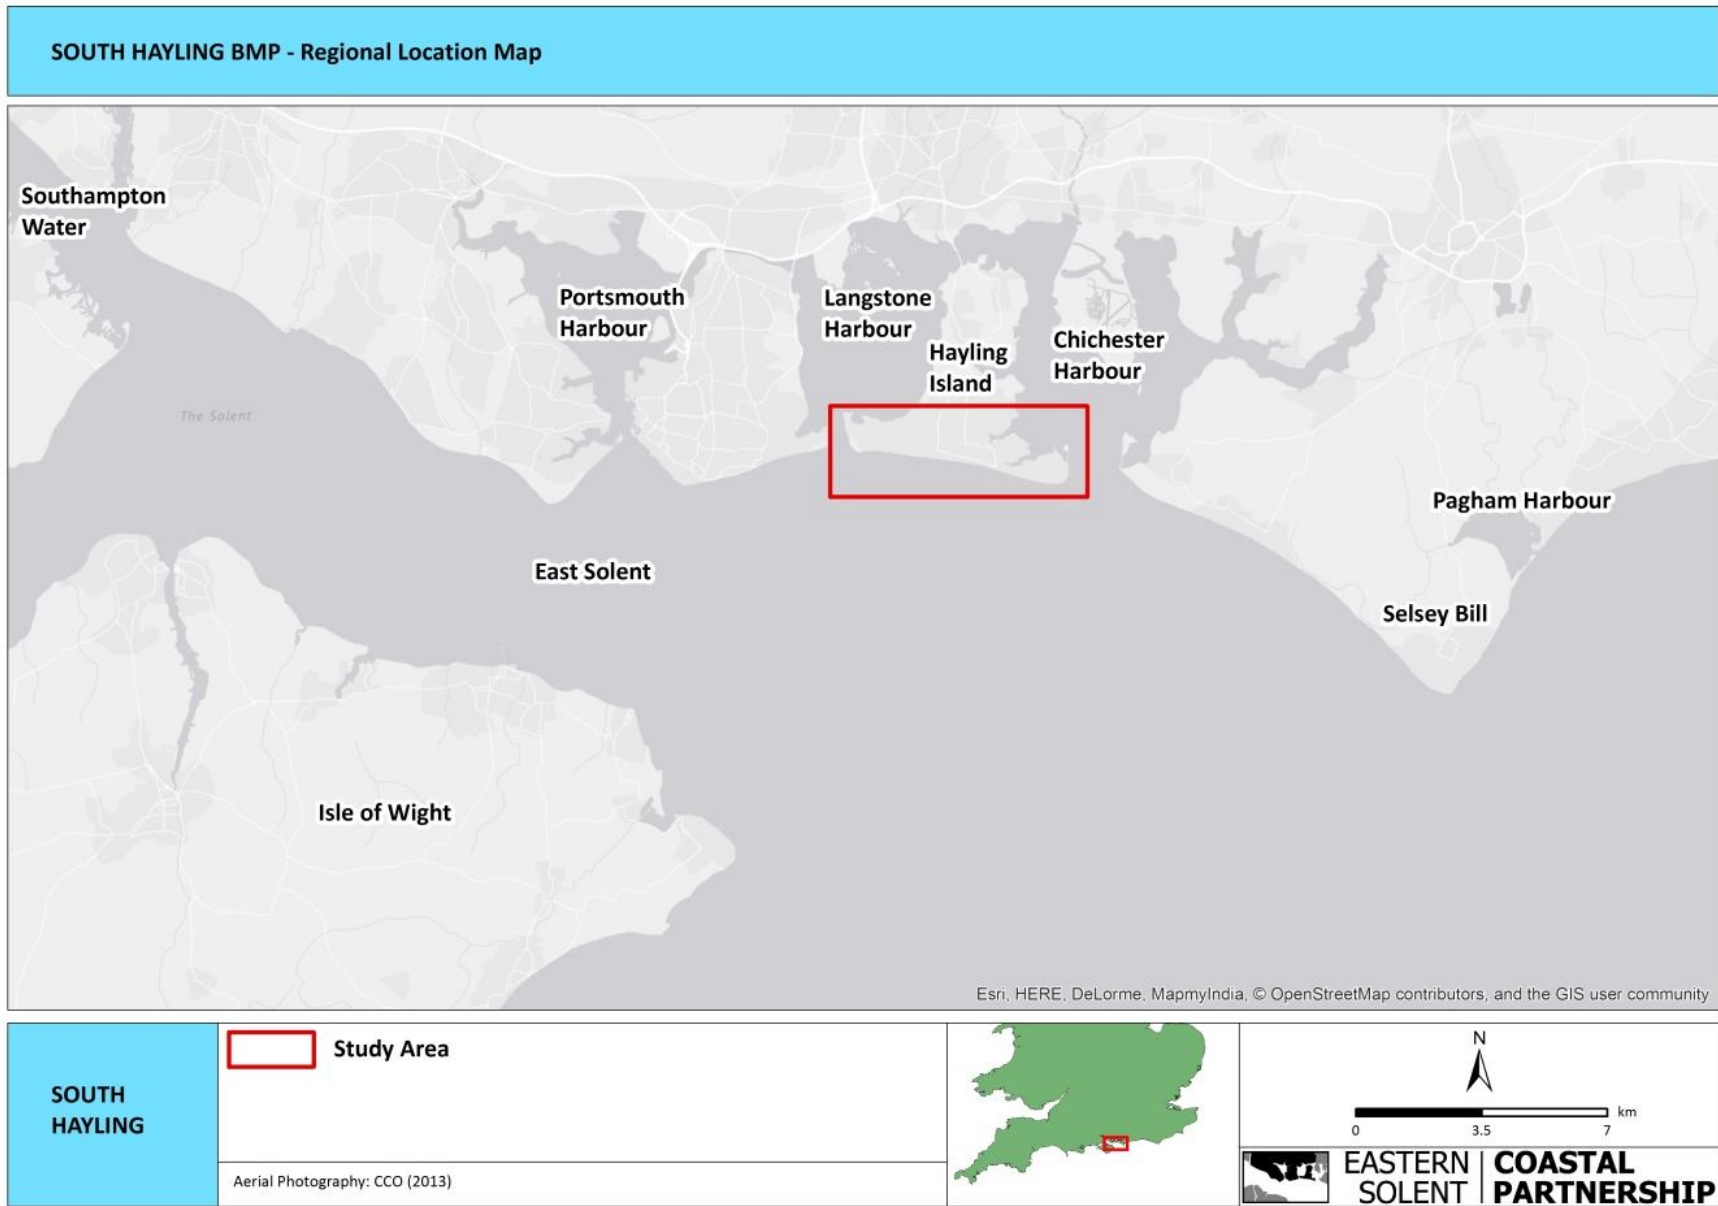 SOUTH HAYLING BMP - Regional Location Map
Southampton
Water
Portsmouth
Harbour
Langstone
Harbour
Hayling
Island
Chichester
Harbour
The Solent
Pagham Harbour
East Solent
Selsey Bill
Isle of Wight
Esri, HERE, DeLorme, MapmyIndia, © OpenStreetMap contributors, and the GIS user community
SOUTH
HAYLING
Study Area
Aerial Photography: CCO (2013)
N
km
0 3.5 7
EASTERN
SOLENT
COASTAL
PARTNERSHIP